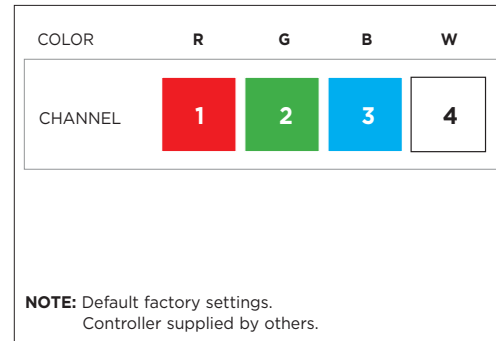 COLOR R G B W
CHANNEL 1 2 3 4
NOTE: Default factory settings.
Controller supplied by others.